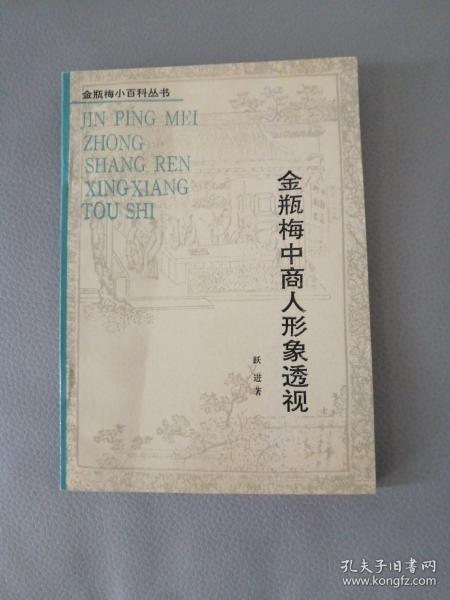 金瓶梅小百科丛书
JIN PING MEI
ZHONG
SHANG REN
XINGXIANG
TOU SHI
金瓶梅中商人形象透视
跃进著
孔夫子旧书网
www.kongfz.com